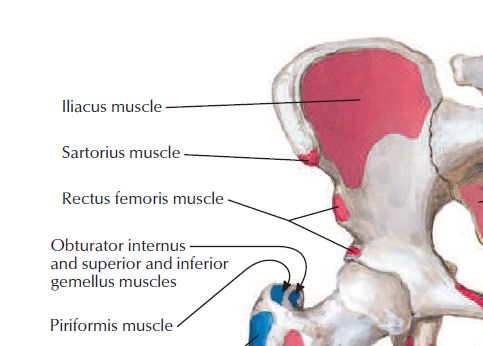 Iliacus muscle
Sartorius muscle
Rectus femoris muscle
Obturator internus
and superior and inferior
gemellus muscles
Piriformis muscle